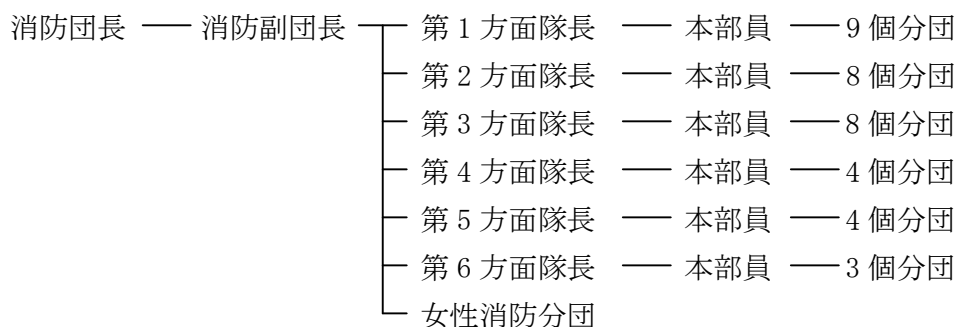 消防団長 消防副団長 第1方面隊長 本部員 9個分団
第2方面隊長 本部員 8個分団
第3方面隊長 本部員 8個分団
第4方面隊長 本部員 4個分団
第5方面隊長 本部員 4個分団
第6方面隊長 本部員 3個分団
女性消防分団